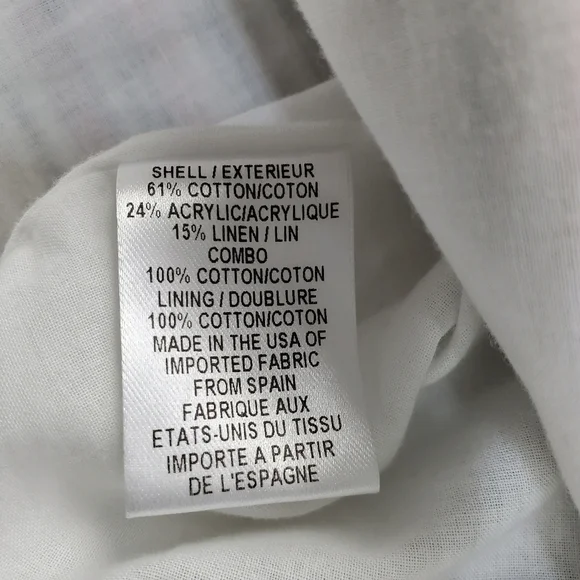 SHELL / EXTERIEUR
61% COTTON/COTON
24% ACRYLIC/ACRYLIQUE
15% LINEN / LIN
COMBO
100% COTTON/COTON
LINING / DOUBLURE
100% COTTON/COTON
MADE IN THE USA OF
IMPORTED FABRIC
FROM SPAIN
FABRIQUE AUX
ETATS-UNIS DU TISSU
IMPORTE A PARTIR
DE L'ESPAGNE